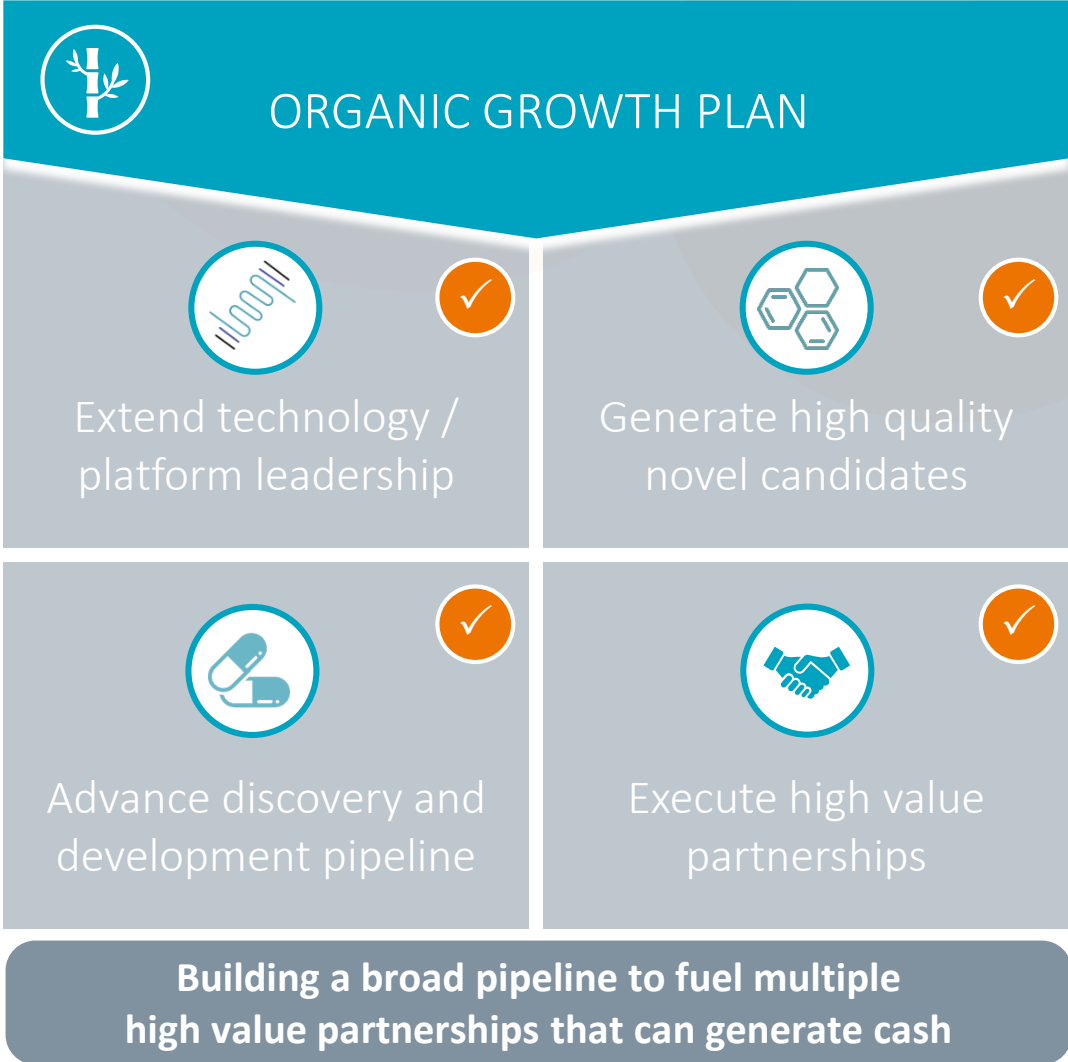 ORGANIC GROWTH PLAN
Extend technology /
platform leadership
Generate high quality
novel candidates
Advance discovery and
development pipeline
Execute high value
partnerships
Building a broad pipeline to fuel multiple
high value partnerships that can generate cash